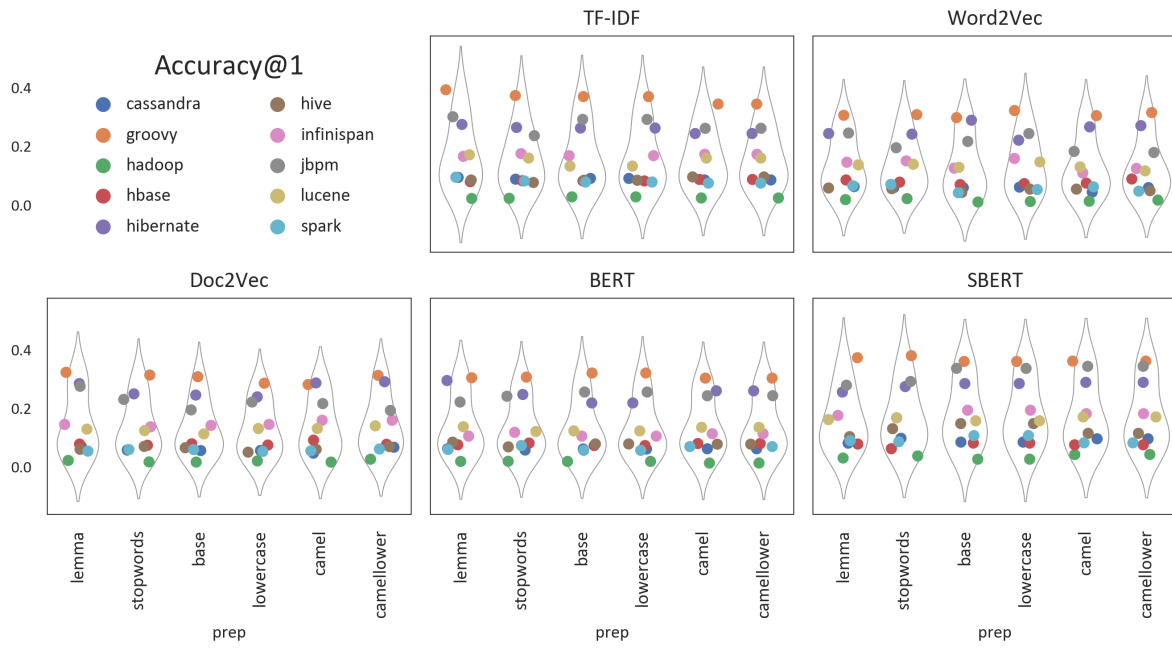 TF-IDF
Word2Vec
Accuracy@1
cassandra
groovy
hadoop
hbase
hibernate
hive
infinispan
jbpm
lucene
spark
0.4
0.2
0.0
Doc2Vec
BERT
SBERT
0.4
0.2
0.0
lemma
stopwords
base
lowercase
camel
camellower
prep
lemma
stopwords
base
lowercase
camel
camellower
prep
lemma
stopwords
base
lowercase
camel
camellower
prep